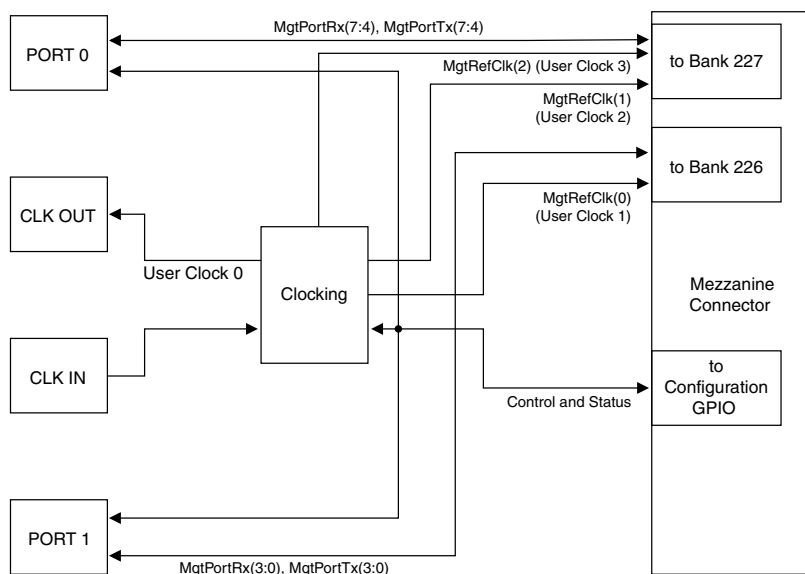 MgtPortRx(7:4), MgtPortTx(7:4)
PORT 0
to Bank 227
MgtRefClk(2) (User Clock 3)
MgtRefClk(1)
(User Clock 2)
to Bank 226
MgtRefClk(0)
(User Clock 1)
CLK OUT
User Clock 0
Clocking
Mezzanine
Connector
CLK IN
to
Configuration
GPIO
Control and Status
PORT 1
MgtPortRx(3:0), MgtPortTx(3:0)